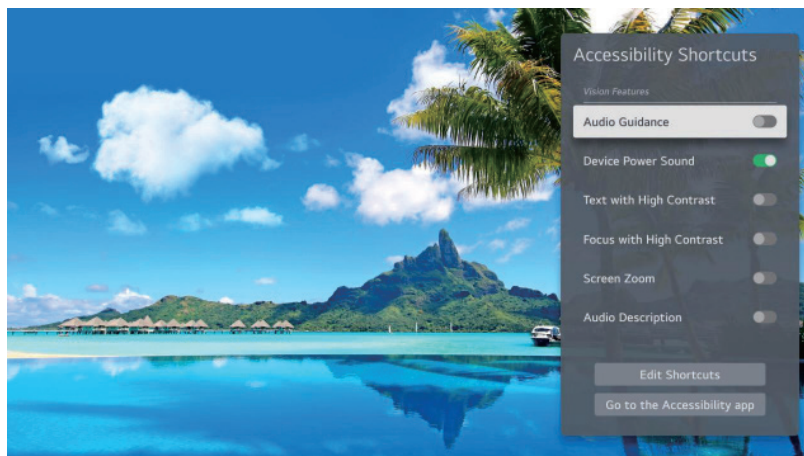 Accessibility Shortcuts
Vision Features
Audio Guidance
Device Power Sound
Text with High Contrast
Focus with High Contrast
Screen Zoom
Audio Description
Edit Shortcuts
Go to the Accessibility app